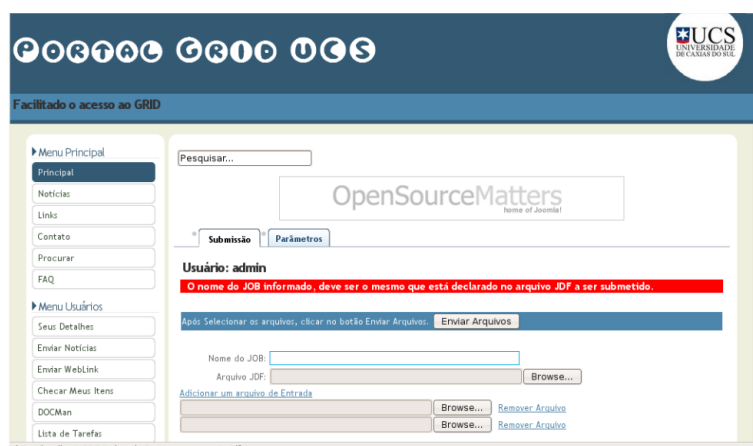 Portal Grid UCS
UCS
UNIVERSIDADE
DE CAXIAS DO SUL
Facilitado o acesso ao GRID
Menu Principal
Principal
Notícias
Links
Contato
Procurar
FAQ
Menu Usuários
Seus Detalhes
Enviar Notícias
Enviar WebLink
Checar Meus Itens
DOCMan
Lista de Tarefas
Pesquisar...
OpenSourceMatters
home of Joomla!
Submissão Parâmetros
Usuário: admin
O nome do JOB informado, deve ser o mesmo que está declarado no arquivo JDF a ser submetido.
Após Selecionar os arquivos, clicar no botão Enviar Arquivos. Enviar Arquivos
Nome do JOB:
Arquivo JDF: Browse...
Adicionar um arquivo de Entrada
Browse... Remover Arquivo
Browse... Remover Arquivo